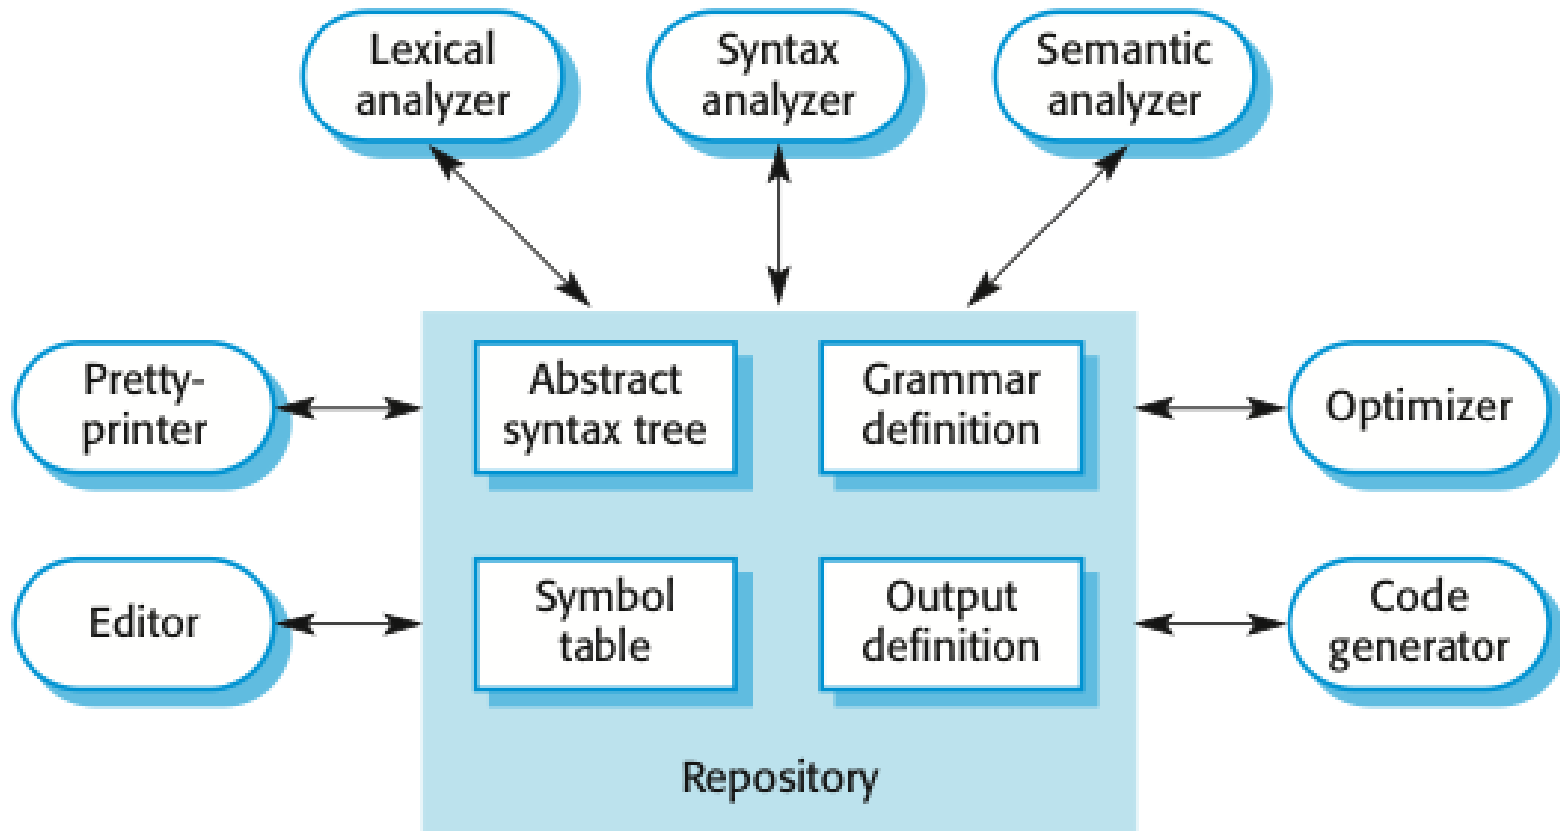 Lexical
analyzer
Syntax
analyzer
Semantic
analyzer
Pretty-
printer
Abstract
syntax tree
Grammar
definition
Optimizer
Editor
Symbol
table
Output
definition
Code
generator
Repository